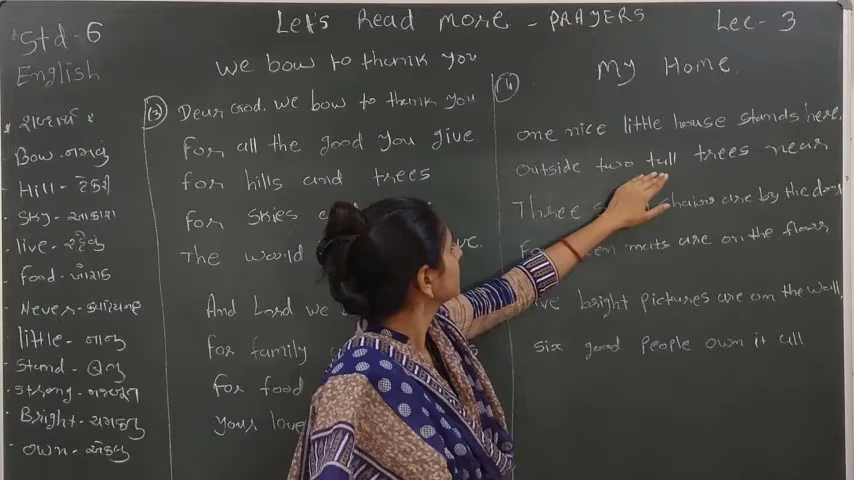 Std - 6
English
Let's Read More - PRAYERS
Lec - 3
શબ્દાર્થ
Bow - નમવું
Hill - ટેકરી
Sky - આકાશ
live - રહેવું
food - ખોરાક
Never - ક્યારેય નહિ
little - નાનું
Stand -
Strong - મજબૂત
Bright - ચમકતું
own -
We bow to thank you
(3) Dear God. we bow to thank you
For all the good you give
for hills and trees
for skies
The world
And Lord we
for family
for food
your love
(4) My Home.
one nice little house stands here.
outside two tall trees near
Three chairs are by the door
mats are on the floor
bright pictures are on the wall.
six good people own it all